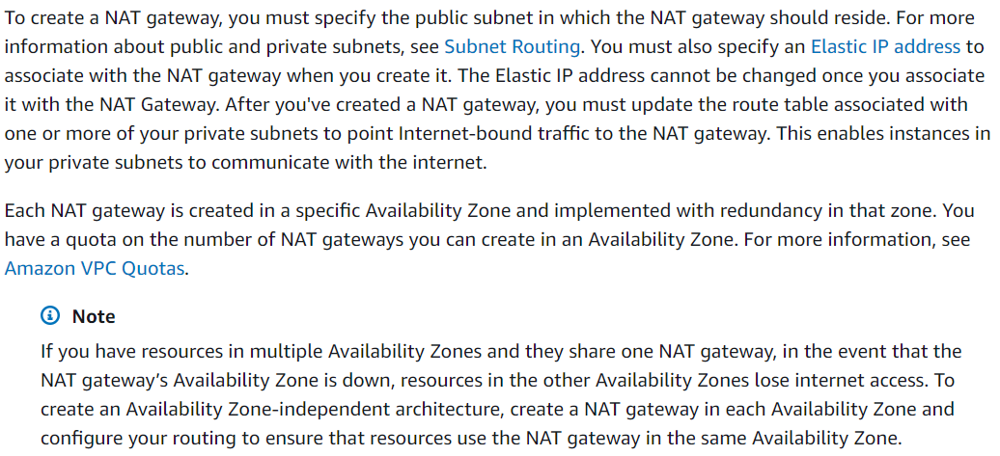 To create a NAT gateway, you must specify the public subnet in which the NAT gateway should reside. For more
information about public and private subnets, see Subnet Routing. You must also specify an Elastic IP address to
associate with the NAT gateway when you create it. The Elastic IP address cannot be changed once you associate
it with the NAT Gateway. After you've created a NAT gateway, you must update the route table associated with
one or more of your private subnets to point Internet-bound traffic to the NAT gateway. This enables instances in
your private subnets to communicate with the internet.
Each NAT gateway is created in a specific Availability Zone and implemented with redundancy in that zone. You
have a quota on the number of NAT gateways you can create in an Availability Zone. For more information, see
Amazon VPC Quotas.
Note
If you have resources in multiple Availability Zones and they share one NAT gateway, in the event that the
NAT gateway’s Availability Zone is down, resources in the other Availability Zones lose internet access. To
create an Availability Zone-independent architecture, create a NAT gateway in each Availability Zone and
configure your routing to ensure that resources use the NAT gateway in the same Availability Zone.